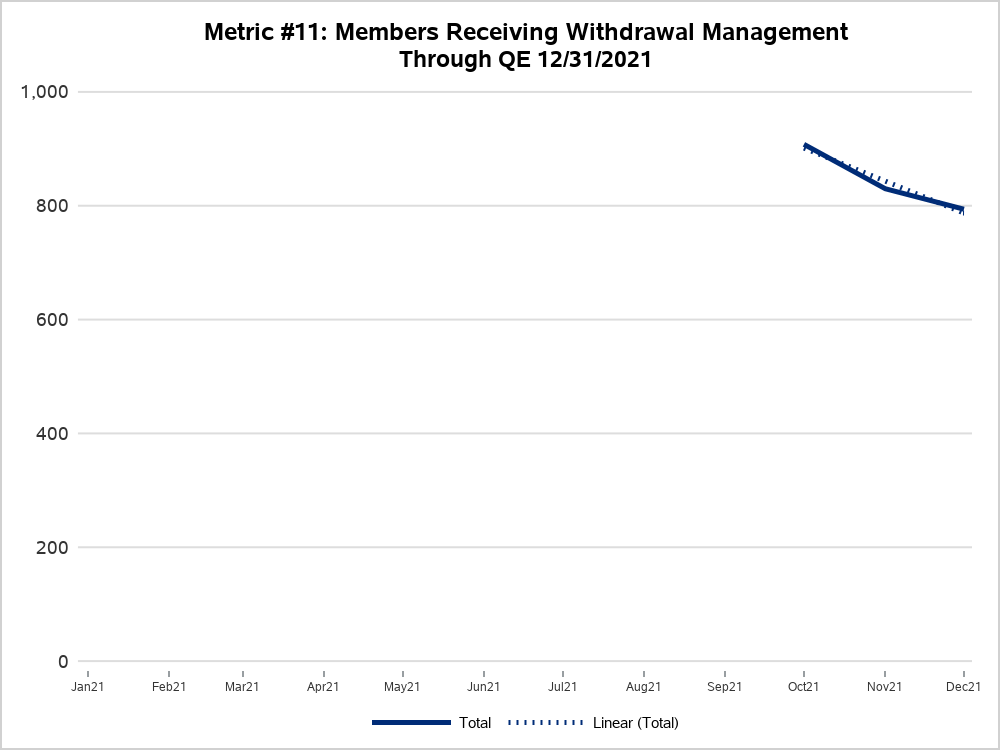 Metric #11: Members Receiving Withdrawal Management
Through QE 12/31/2021
1,000
800
600
400
200
0
Jan21 Feb21 Mar21 Apr21 May21 Jun21 Jul21 Aug21 Sep21 Oct21 Nov21 Dec21
Total Linear (Total)